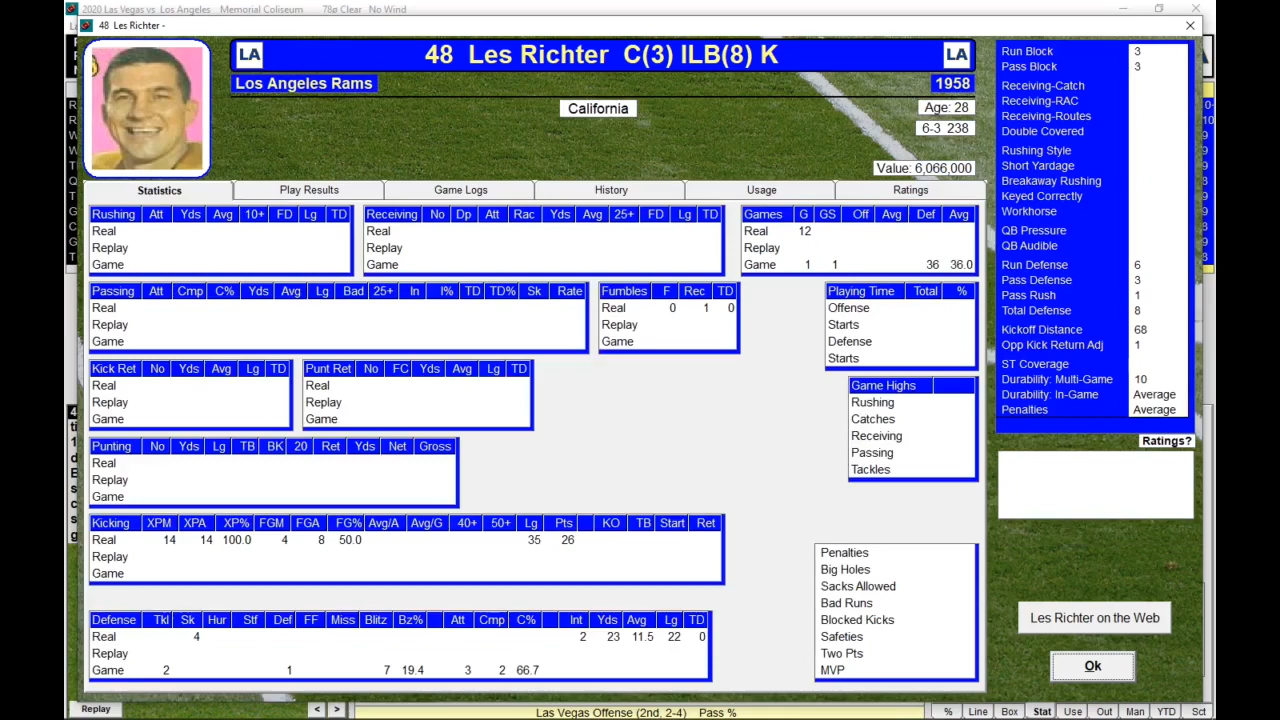 2020 Las Vegas vs Los Angeles Memorial Coliseum 78ø Clear No Wind
48 Les Richter -
LA 48 Les Richter C(3) ILB(8) K LA
Los Angeles Rams 1958
California
Age: 28
6-3 238
Value: 6,066,000
Statistics Play Results Game Logs History Usage Ratings
Rushing Att Yds Avg 10+ FD Lg TD
Real
Replay
Game
Receiving No Dp Att Rac Yds Avg 25+ FD Lg TD
Real
Replay
Game
Games G GS Off Avg Def Avg
Real 12
Replay
Game 1 1 36 36.0
Passing Att Cmp C% Yds Avg Lg Bad 25+ In I% TD TD% Sk Rate
Real
Replay
Game
Fumbles F Rec TD
Real 0 1 0
Replay
Game
Playing Time Total %
Offense
Starts
Defense
Starts
Kick Ret No Yds Avg Lg TD
Real
Replay
Game
Punt Ret No FC Yds Avg Lg TD
Real
Replay
Game
Game Highs
Rushing
Catches
Receiving
Passing
Tackles
Punting No Yds Lg TB BK 20 Ret Yds Net Gross
Real
Replay
Game
Kicking XPM XPA XP% FGM FGA FG% Avg/A Avg/G 40+ 50+ Lg Pts KO TB Start Ret
Real 14 14 100.0 4 8 50.0 35 26
Replay
Game
Penalties
Big Holes
Sacks Allowed
Bad Runs
Blocked Kicks
Safeties
Two Pts
MVP
Defense Tkl Sk Hur Stf Def FF Miss Blitz Bz% Att Cmp C% Int Yds Avg Lg TD
Real 4 2 23 11.5 22 0
Replay
Game 2 1 7 19.4 3 2 66.7
Run Block 3
Pass Block 3
Receiving-Catch
Receiving-RAC
Receiving-Routes
Double Covered
Rushing Style
Short Yardage
Breakaway Rushing
Keyed Correctly
Workhorse
QB Pressure
QB Audible
Run Defense 6
Pass Defense 3
Pass Rush 1
Total Defense 8
Kickoff Distance 68
Opp Kick Return Adj 1
ST Coverage
Durability: Multi-Game 10
Durability: In-Game Average
Penalties Average
Ratings?
Les Richter on the Web
Ok
Replay < > Las Vegas Offense (2nd, 2-4) Pass % % Line Box Stat Use Out Man YTD Sct